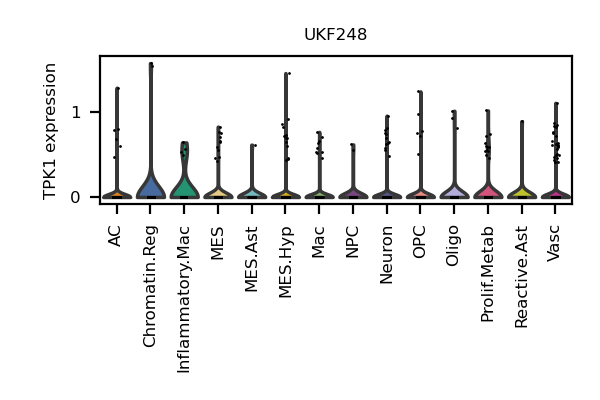 UKF248
TPK1 expression
1
0
AC
Chromatin.Reg
Inflammatory.Mac
MES
MES.Ast
MES.Hyp
Mac
NPC
Neuron
OPC
Oligo
Prolif.Metab
Reactive.Ast
Vasc